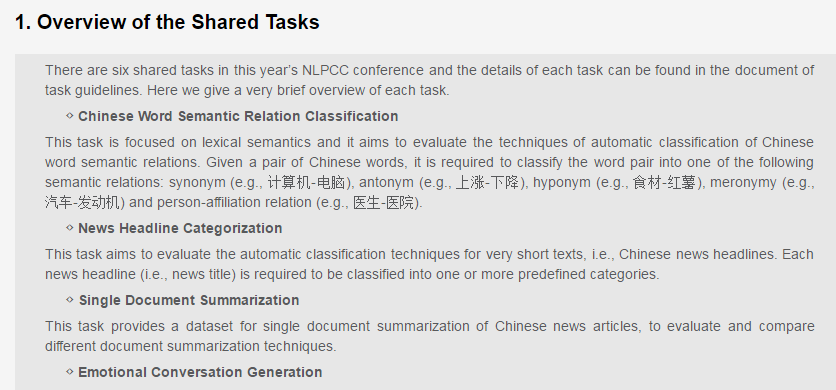 1. Overview of the Shared Tasks
There are six shared tasks in this year's NLPCC conference and the details of each task can be found in the document of
task guidelines. Here we give a very brief overview of each task.
Chinese Word Semantic Relation Classification
This task is focused on lexical semantics and it aims to evaluate the techniques of automatic classification of Chinese
word semantic relations. Given a pair of Chinese words, it is required to classify the word pair into one of the following
semantic relations: synonym (e.g., 计算机-电脑), antonym (e.g., 上涨-下降), hyponym (e.g., 食材-红薯), meronymy (e.g.,
汽车-发动机) and person-affiliation relation (e.g., 医生-医院).
News Headline Categorization
This task aims to evaluate the automatic classification techniques for very short texts, i.e., Chinese news headlines. Each
news headline (i.e., news title) is required to be classified into one or more predefined categories.
Single Document Summarization
This task provides a dataset for single document summarization of Chinese news articles, to evaluate and compare
different document summarization techniques.
Emotional Conversation Generation